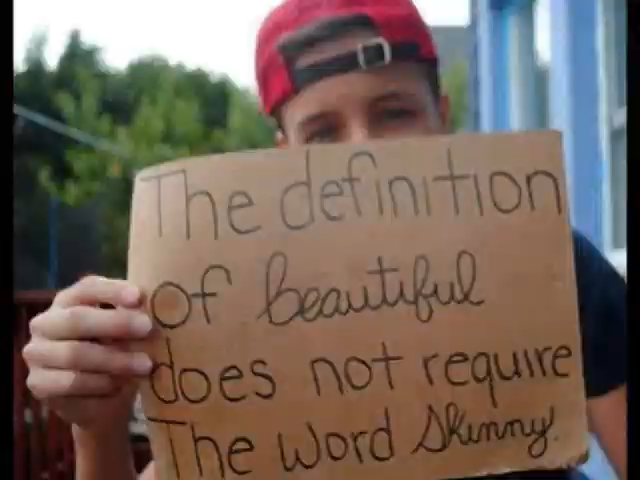 The definition
of beautiful
does not require
The word skinny!